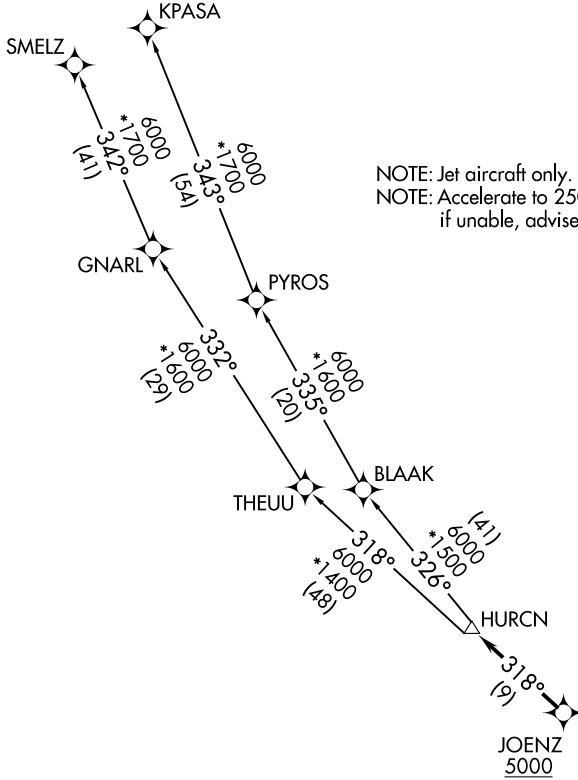 KPASA
SMELZ
6000
*1700
342°
(41)
6000
*1700
343°
(54)
NOTE: Jet aircraft only.
NOTE: Accelerate to 250
if unable, advise
GNARL
PYROS
332°
6000
*1600
(29)
6000
*1600
335°
(20)
BLAAK
THEUU
(41)
6000
*1500
326°
318°
6000
*1400
(48)
HURCN
318°
(9)
JOENZ
5000